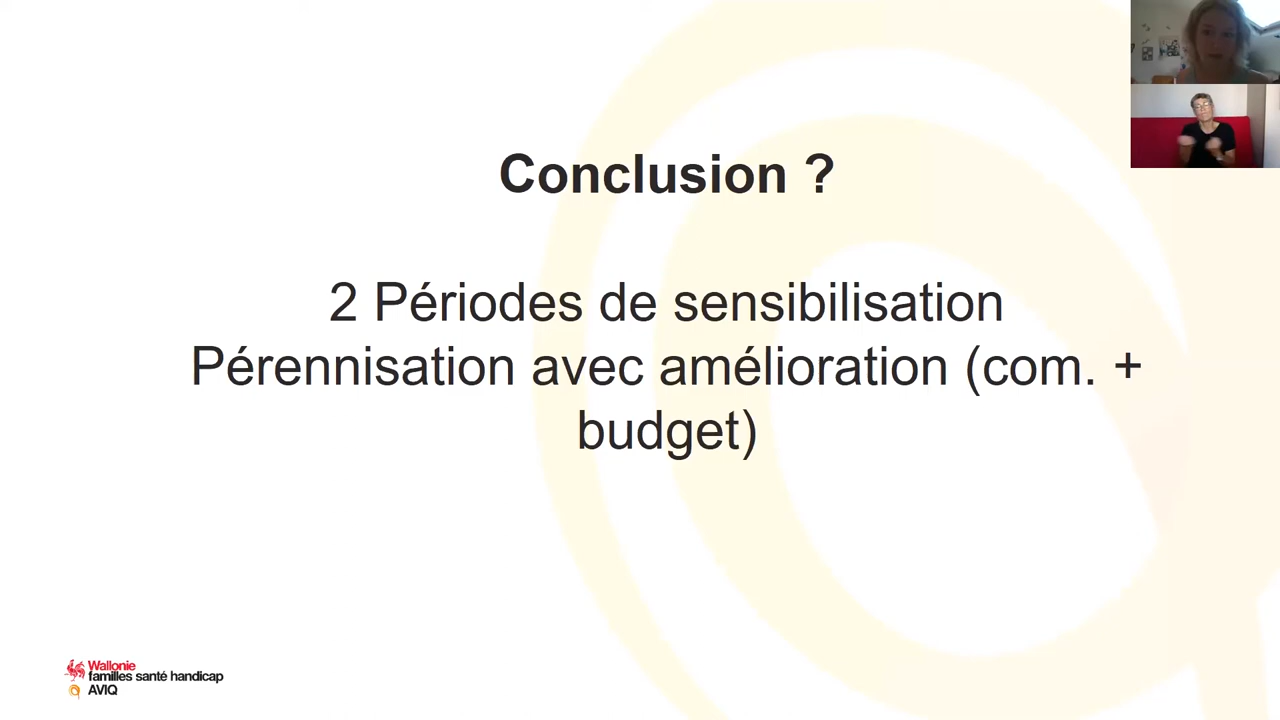 Conclusion ?
2 Périodes de sensibilisation
Pérennisation avec amélioration (com. +
budget)
Wallonie
familles santé handicap
AVIQ